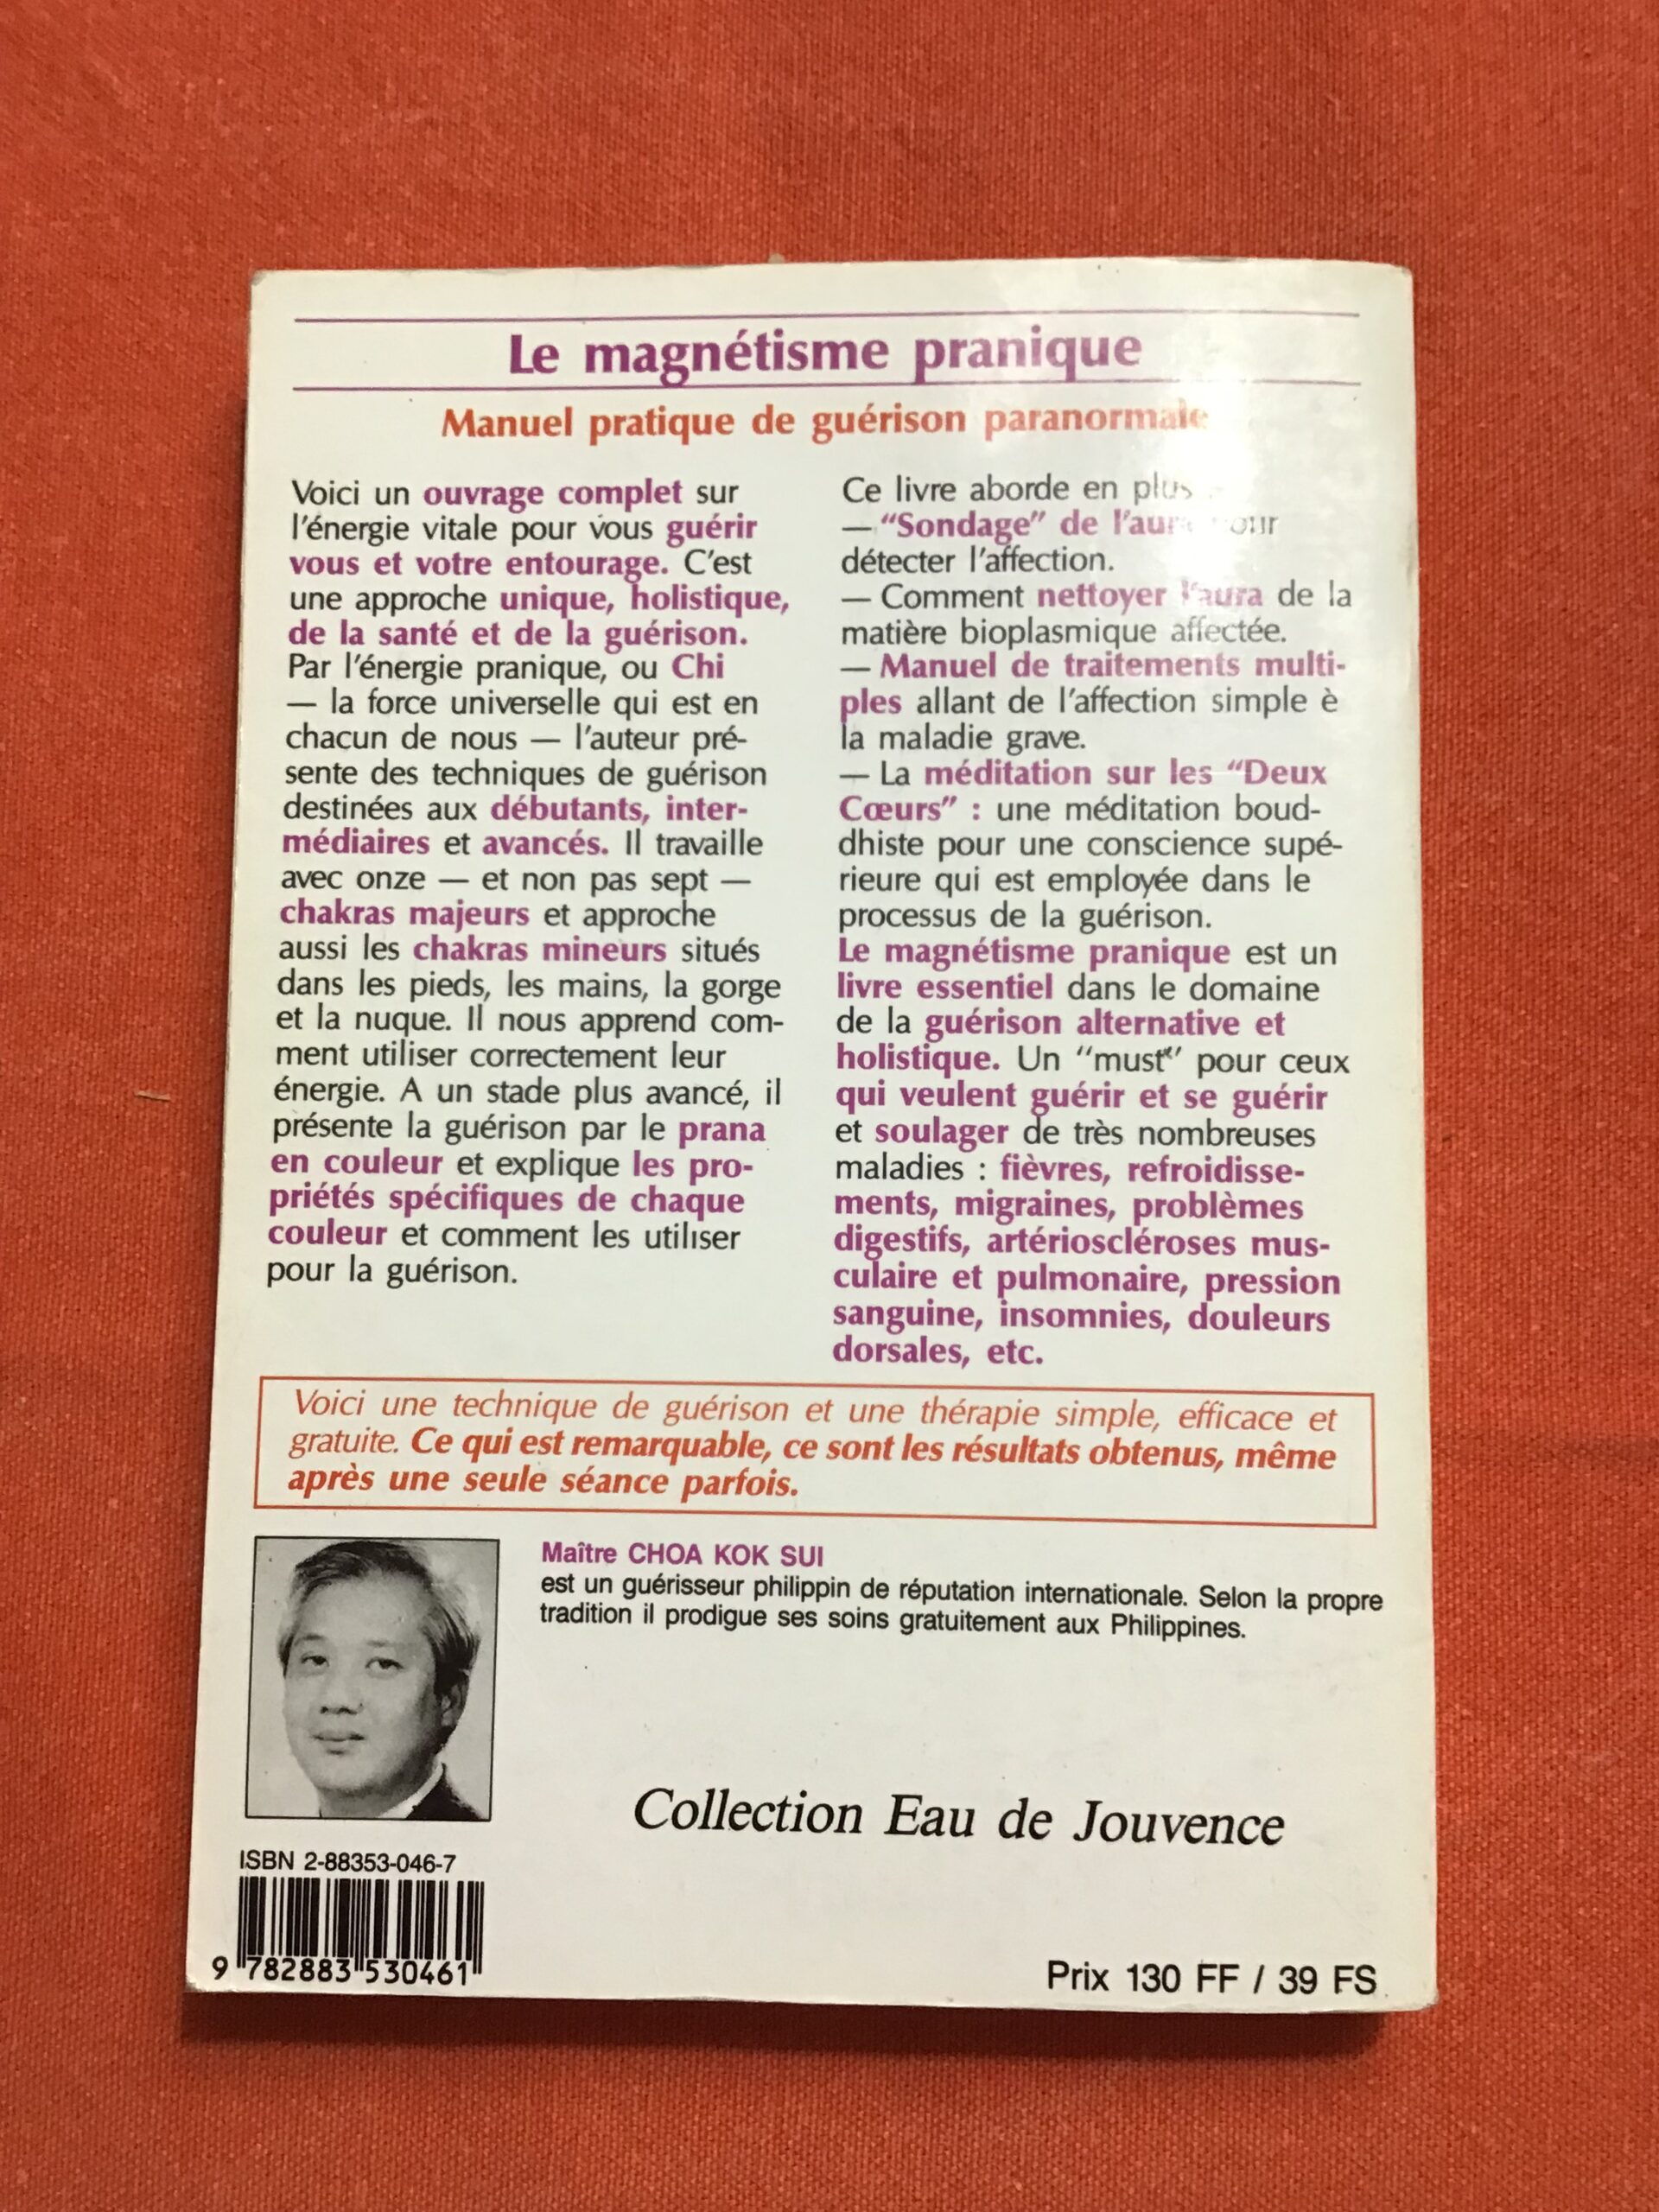 Le magnétisme pranique
Manuel pratique de guérison paranormale
Voici un ouvrage complet sur
l'énergie vitale pour vous guérir
vous et votre entourage. C'est
une approche unique, holistique,
de la santé et de la guérison.
Par l'énergie pranique, ou Chi
— la force universelle qui est en
chacun de nous — l'auteur pré-
sente des techniques de guérison
destinées aux débutants, inter-
médiaires et avancés. Il travaille
avec onze — et non pas sept —
chakras majeurs et approche
aussi les chakras mineurs situés
dans les pieds, les mains, la gorge
et la nuque. Il nous apprend com-
ment utiliser correctement leur
énergie. A un stade plus avancé, il
présente la guérison par le prana
en couleur et explique les pro-
priétés spécifiques de chaque
couleur et comment les utiliser
pour la guérison.
Ce livre aborde en plus
— "Sondage" de l'aura pour
détecter l'affection.
— Comment nettoyer l'aura de la
matière bioplasmique affectée.
— Manuel de traitements multi-
ples allant de l'affection simple è
la maladie grave.
— La méditation sur les "Deux
Cœurs" : une méditation boud-
dhiste pour une conscience supé-
rieure qui est employée dans le
processus de la guérison.
Le magnétisme pranique est un
livre essentiel dans le domaine
de la guérison alternative et
holistique. Un "must" pour ceux
qui veulent guérir et se guérir
et soulager de très nombreuses
maladies : fièvres, refroidisse-
ments, migraines, problèmes
digestifs, artérioscléroses mus-
culaire et pulmonaire, pression
sanguine, insomnies, douleurs
dorsales, etc.
Voici une technique de guérison et une thérapie simple, efficace et
gratuite. Ce qui est remarquable, ce sont les résultats obtenus, même
après une seule séance parfois.
Maître CHOA KOK SUI
est un guérisseur philippin de réputation internationale. Selon la propre
tradition il prodigue ses soins gratuitement aux Philippines.
Collection Eau de Jouvence
ISBN 2-88353-046-7
9 782883 530461
Prix 130 FF / 39 FS